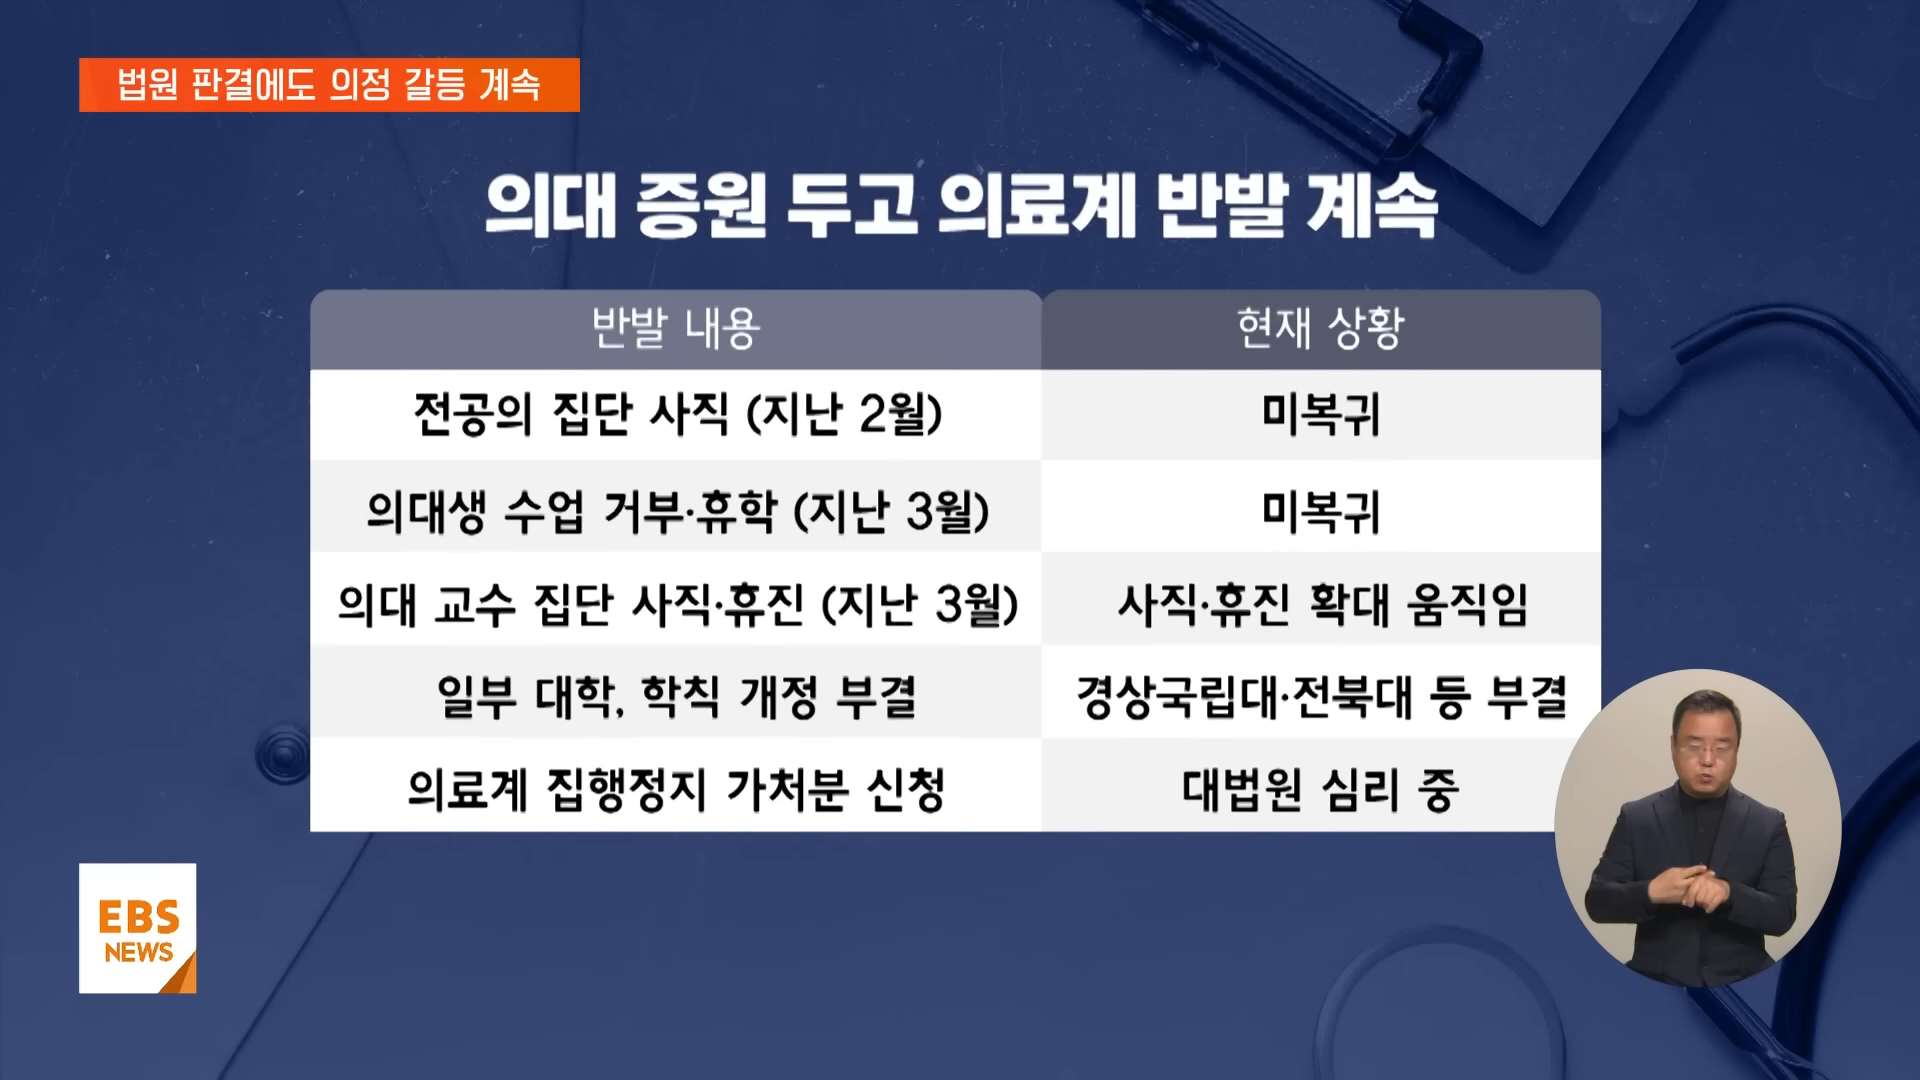 법원 판결에도 의정 갈등 계속
의대 증원 두고 의료계 반발 계속
반발 내용 현재 상황
전공의 집단 사직 (지난 2월) 미복귀
의대생 수업 거부·휴학 (지난 3월) 미복귀
의대 교수 집단 사직·휴진 (지난 3월) 사직·휴진 확대 움직임
일부 대학, 학칙 개정 부결 경상국립대·전북대 등 부결
의료계 집행정지 가처분 신청 대법원 심리 중
EBS
NEWS